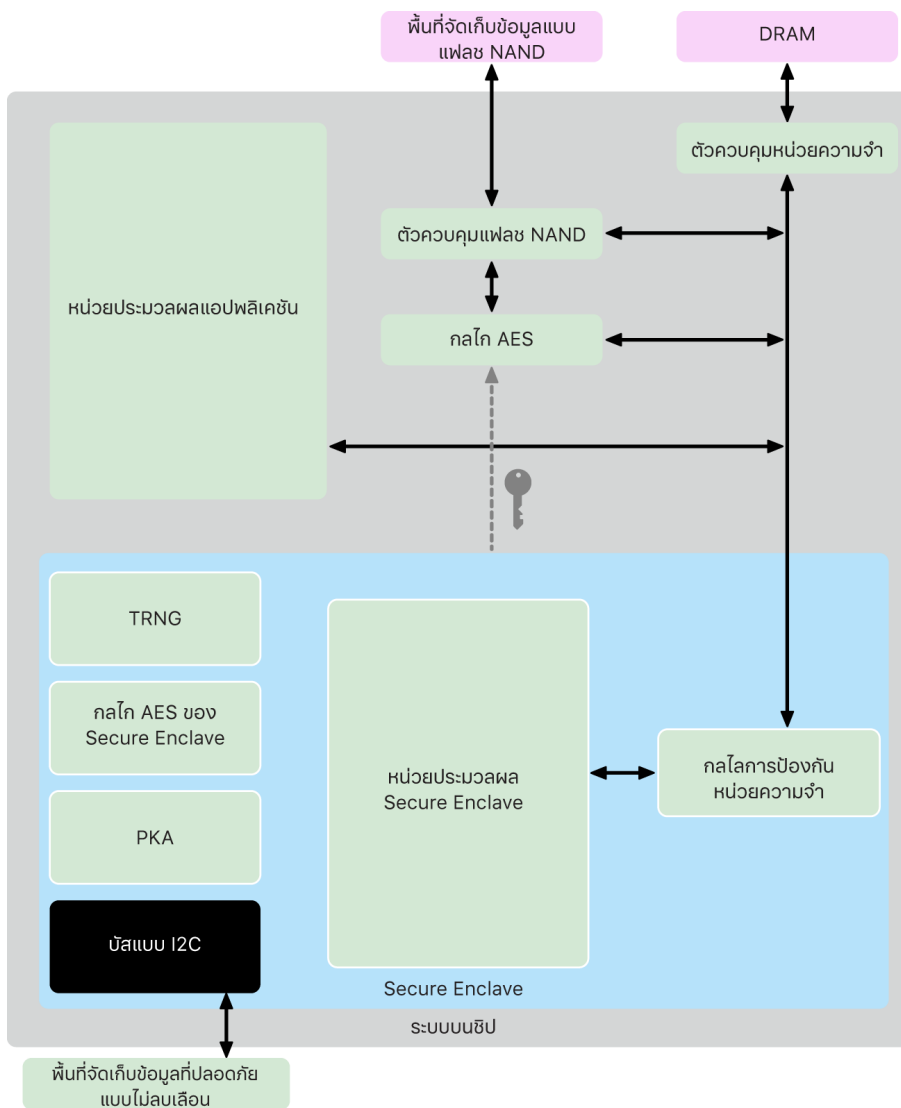 พื้นที่จัดเก็บข้อมูลแบบ
แฟลช NAND
DRAM
ตัวควบคุมหน่วยความจำ
ตัวควบคุมแฟลช NAND
หน่วยประมวลผลแอปพลิเคชัน
กลไก AES
TRNG
กลไก AES ของ
Secure Enclave
หน่วยประมวลผล
Secure Enclave
กลไลการป้องกัน
หน่วยความจำ
PKA
บัสแบบ I2C
Secure Enclave
ระบบบนชิป
พื้นที่จัดเก็บข้อมูลที่ปลอดภัย
แบบไม่ลบเลือน